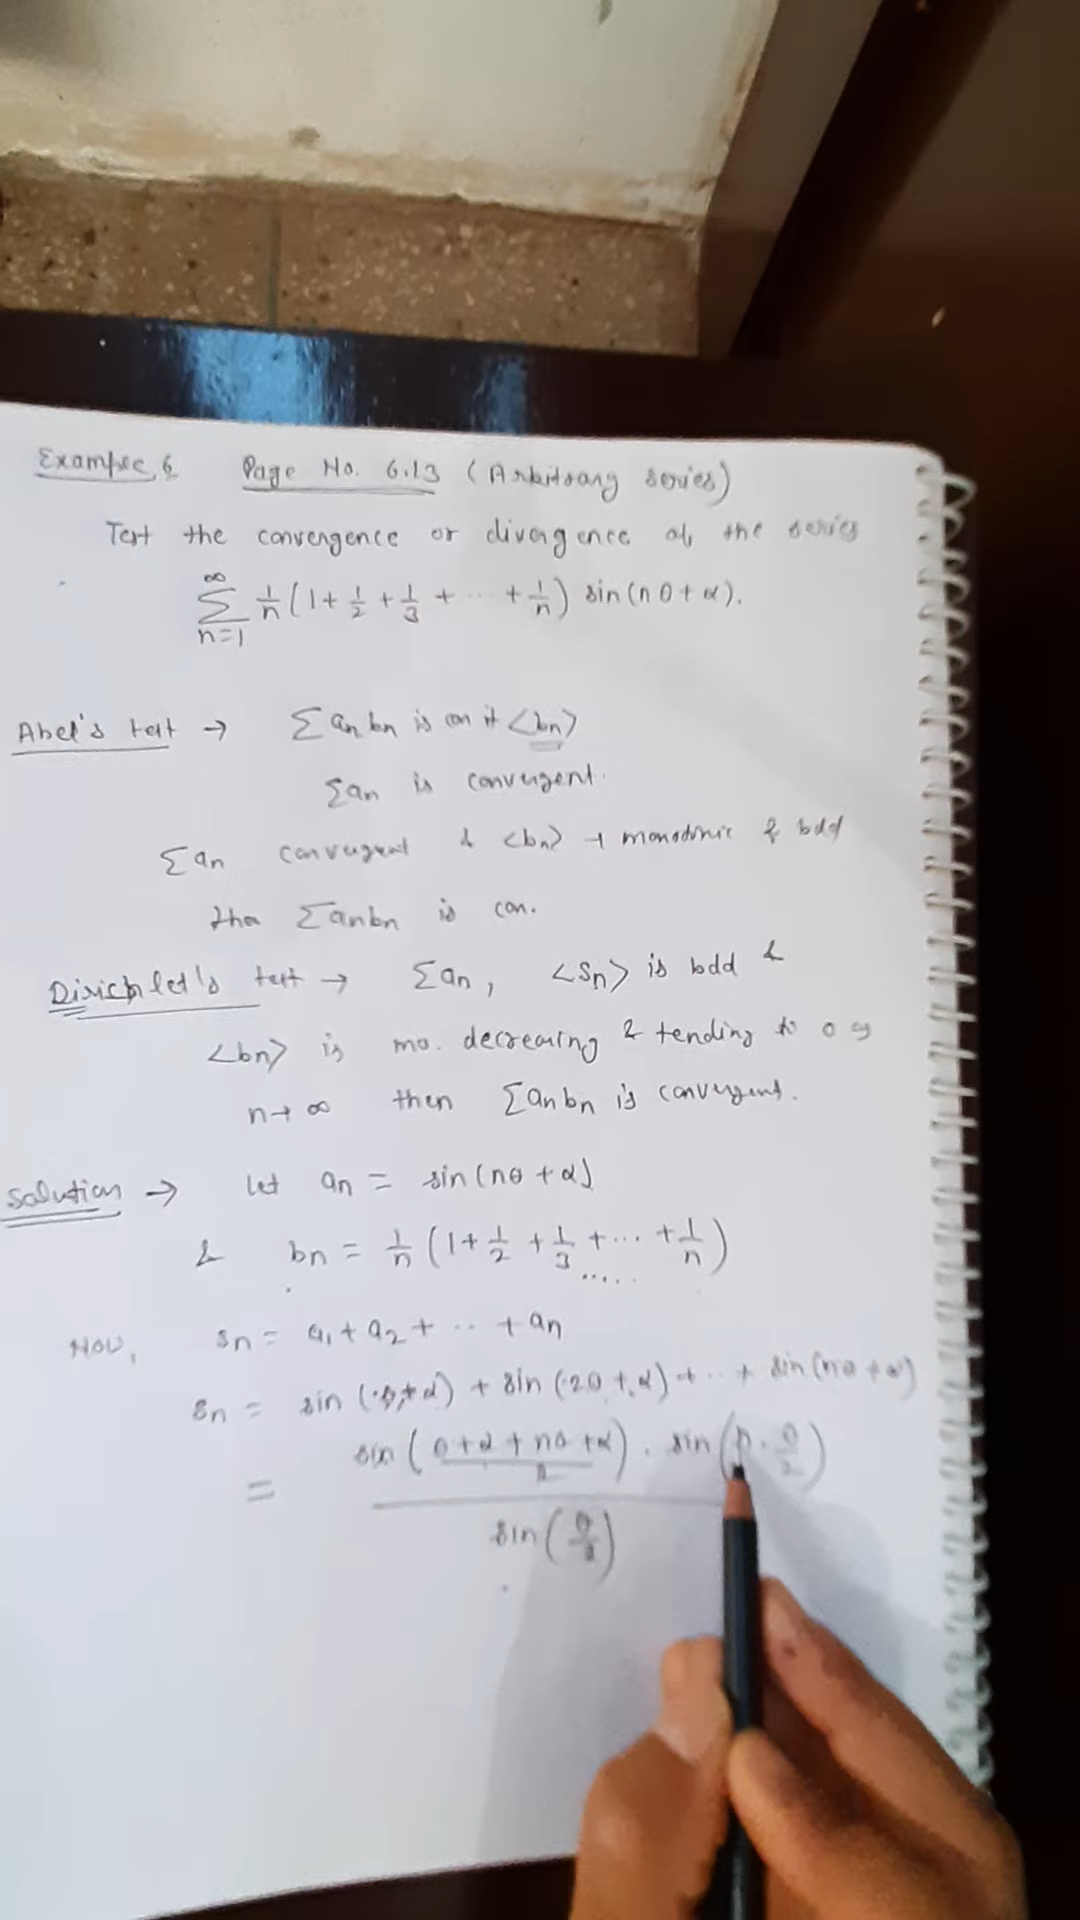 Example 6 Page No. 6.13 (Arbitrary series)
Test the convergence or divergence of the series
∞
∑ 1/n (1 + 1/2 + 1/3 + ... + 1/n) sin(nθ + α).
n=1
Abel's test → ∑ an bn is con if <bn>
∑an is convergent.
∑an convergent & <bn> → monotonic & bdd
then ∑anbn is con.
Dirichlet's test → ∑an, <Sn> is bdd &
<bn> is mo. decreasing & tending to 0 as
n→∞ then ∑anbn is convergent.
Solution → let an = sin(nθ + α)
& bn = 1/n (1 + 1/2 + 1/3 + ... + 1/n)
Now, sn = a1 + a2 + ... + an
sn = sin(θ + α) + sin(2θ + α) + ... + sin(nθ + α)
= sin((θ+α+nθ+α)/2) . sin(n . θ/2) / sin(θ/2)